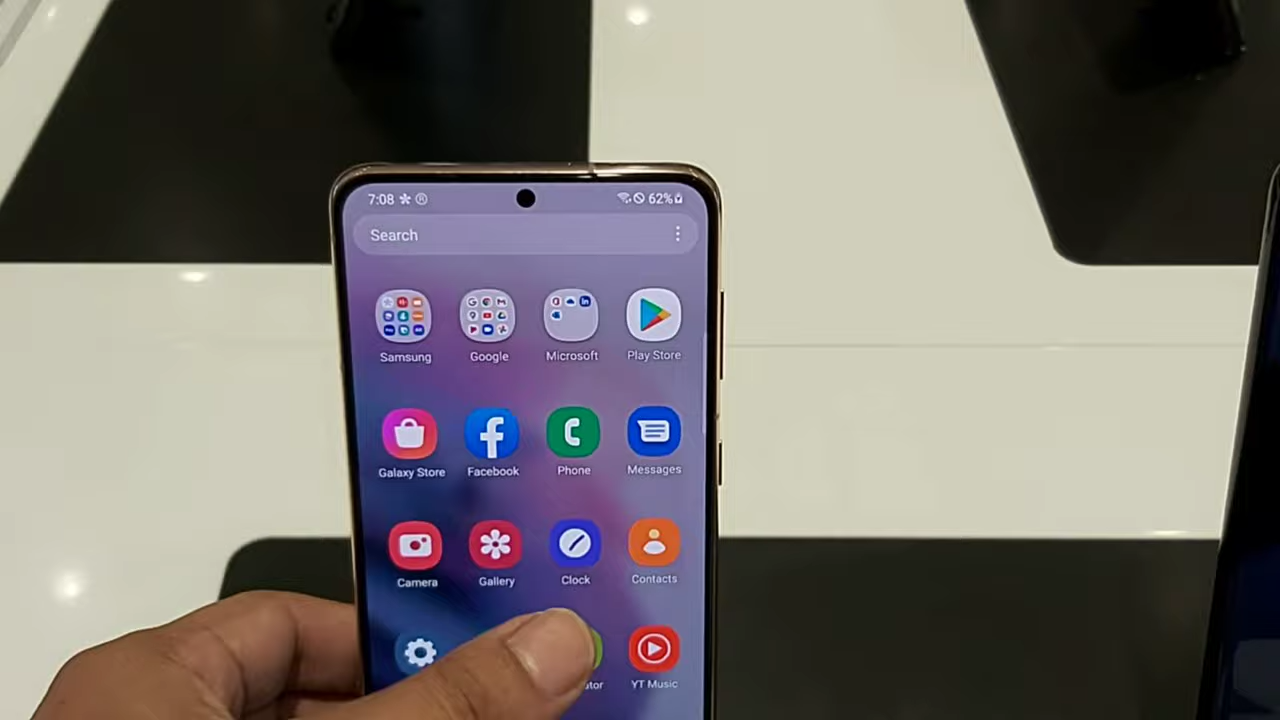 7:08 62%
Search
Samsung Google Microsoft Play Store
Galaxy Store Facebook Phone Messages
Camera Gallery Clock Contacts
ator YT Music